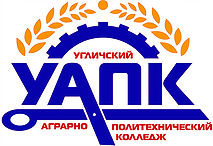 УГЛИЧСКИЙ
УАПК
АГРАРНО ПОЛИТЕХНИЧЕСКИЙ
КОЛЛЕДЖ